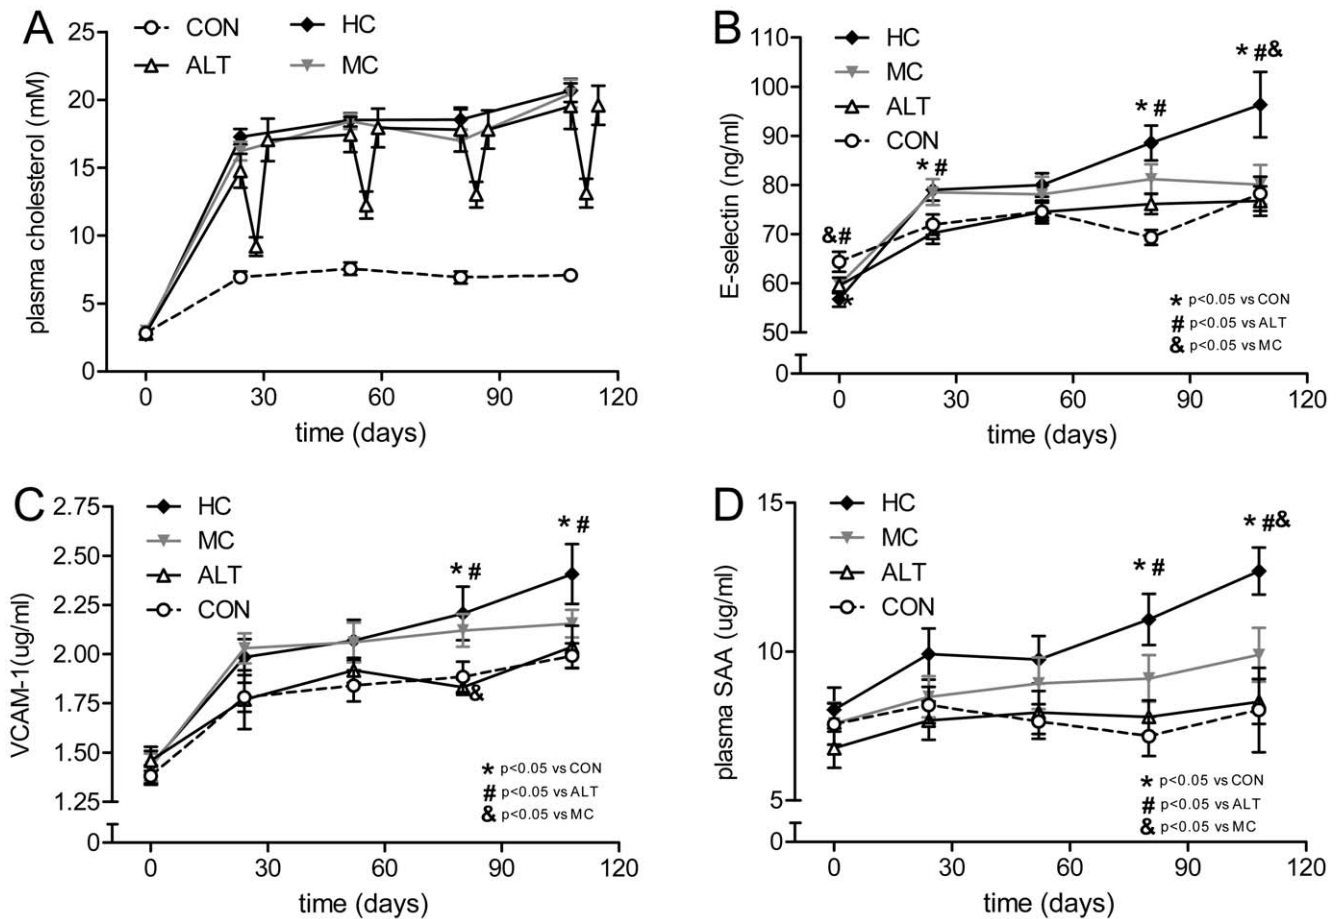 A
CON
HC
ALT
MC
25
20
15
10
5
0
plasma cholesterol (mM)
0 30 60 90 120
time (days)
B
HC
MC
ALT
CON
110
100
90
80
70
60
50
0
E-selectin (ng/ml)
&#
*
* #
* #
* #&
* p<0.05 vs CON
# p<0.05 vs ALT
& p<0.05 vs MC
0 30 60 90 120
time (days)
C
HC
MC
ALT
CON
2.75
2.50
2.25
2.00
1.75
1.50
1.25
0
VCAM-1(ug/ml)
* #
&
* #
* p<0.05 vs CON
# p<0.05 vs ALT
& p<0.05 vs MC
0 30 60 90 120
time (days)
D
HC
MC
ALT
CON
15
10
5
0
plasma SAA (ug/ml)
* #
* #&
* p<0.05 vs CON
# p<0.05 vs ALT
& p<0.05 vs MC
0 30 60 90 120
time (days)